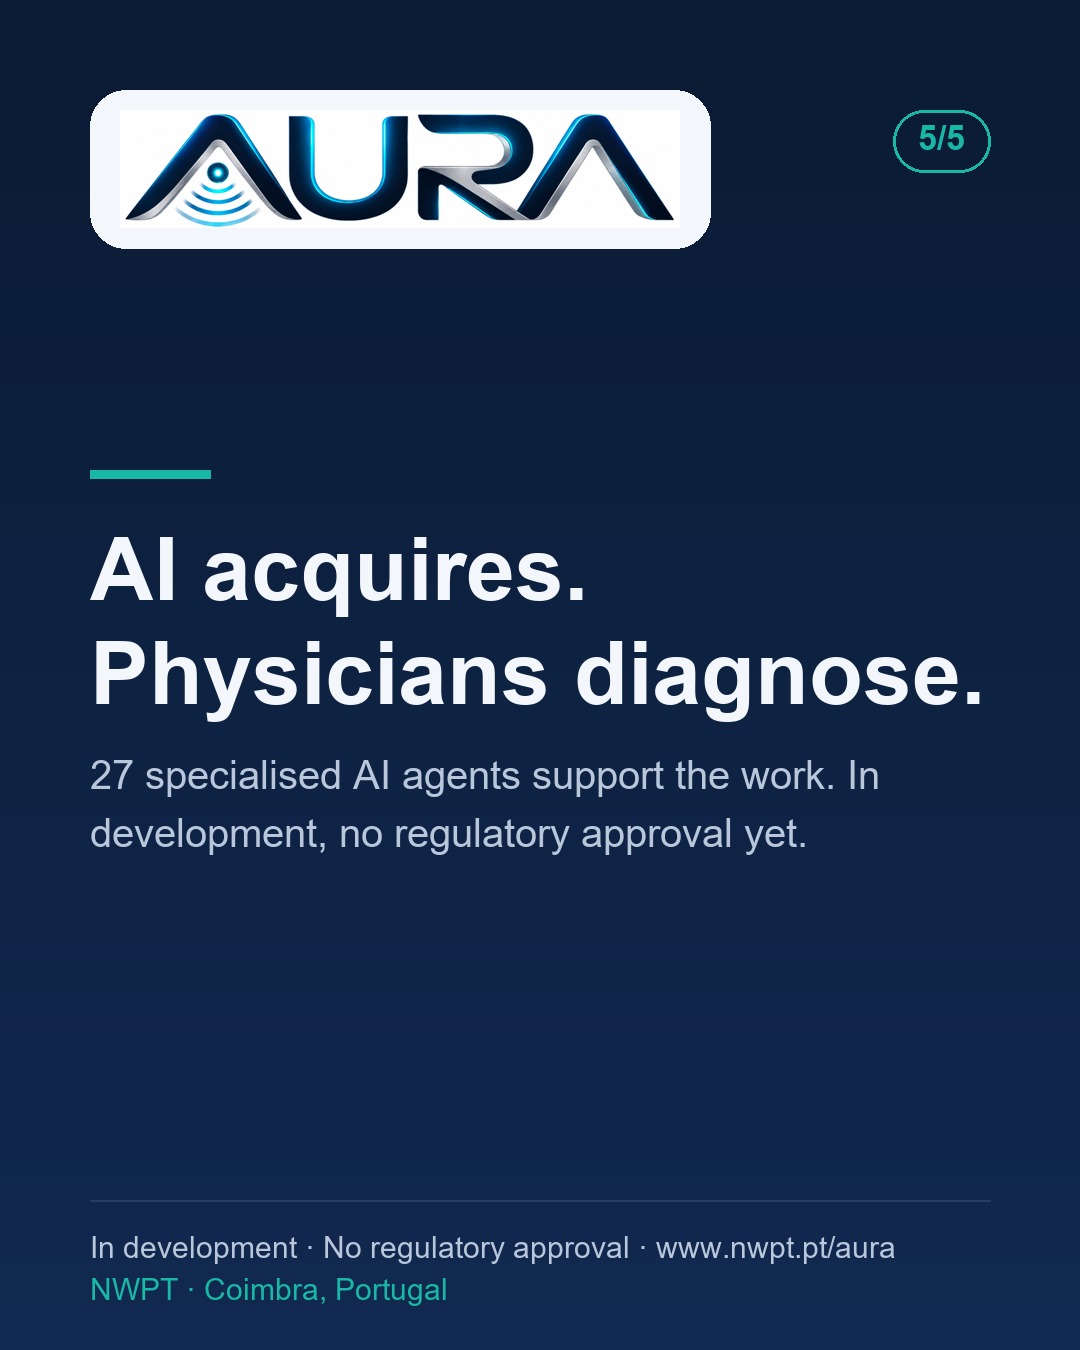 AURA
5/5
AI acquires.
Physicians diagnose.
27 specialised AI agents support the work. In
development, no regulatory approval yet.
In development · No regulatory approval · www.nwpt.pt/aura
NWPT · Coimbra, Portugal